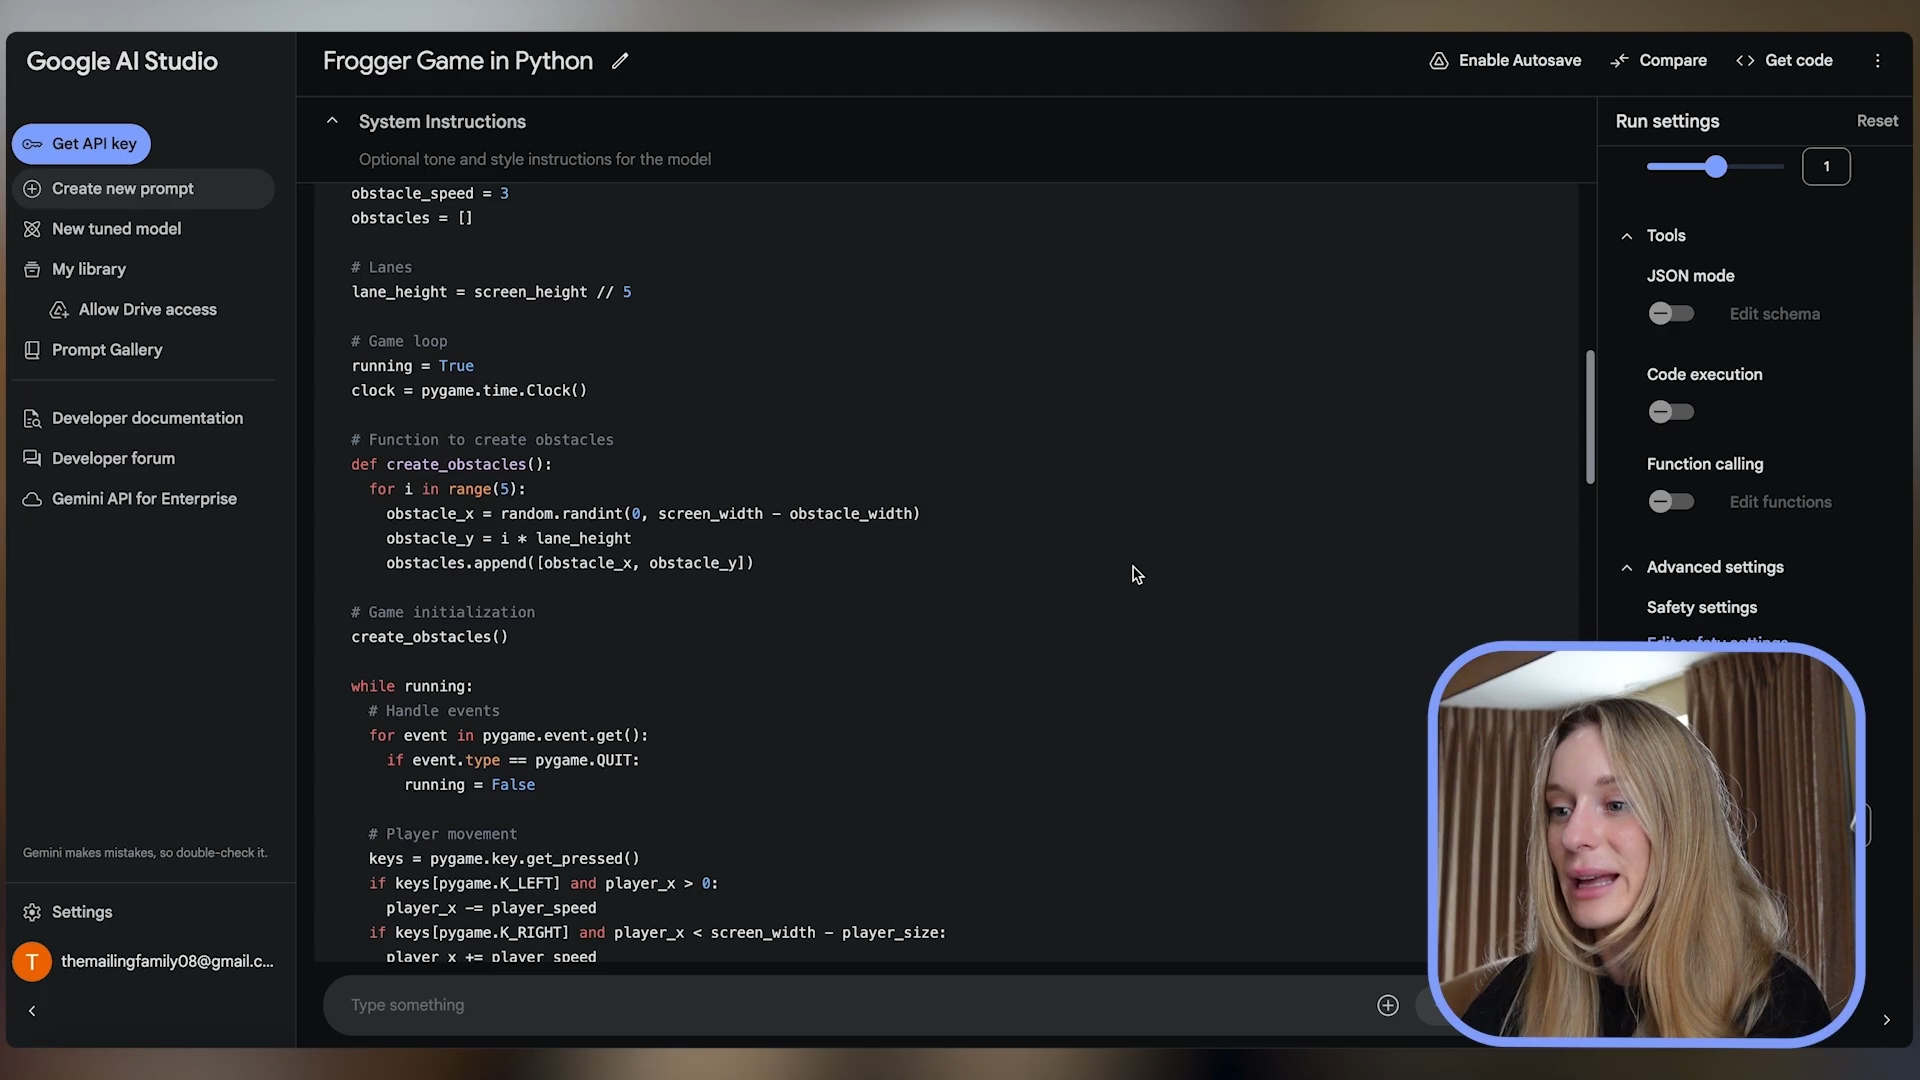 Google AI Studio
Get API key
Create new prompt
New tuned model
My library
Allow Drive access
Prompt Gallery
Developer documentation
Developer forum
Gemini API for Enterprise
Gemini makes mistakes, so double-check it.
Settings
T
themailingfamily08@gmail.c...
Frogger Game in Python
Enable Autosave
Compare
Get code
System Instructions
Optional tone and style instructions for the model
obstacle_speed = 3
obstacles = []
# Lanes
lane_height = screen_height // 5
# Game loop
running = True
clock = pygame.time.Clock()
# Function to create obstacles
def create_obstacles():
for i in range(5):
obstacle_x = random.randint(0, screen_width - obstacle_width)
obstacle_y = i * lane_height
obstacles.append([obstacle_x, obstacle_y])
# Game initialization
create_obstacles()
while running:
# Handle events
for event in pygame.event.get():
if event.type == pygame.QUIT:
running = False
# Player movement
keys = pygame.key.get_pressed()
if keys[pygame.K_LEFT] and player_x > 0:
player_x -= player_speed
if keys[pygame.K_RIGHT] and player_x < screen_width - player_size:
player_x += player_speed
Type something
Run settings
Reset
1
Tools
JSON mode
Edit schema
Code execution
Function calling
Edit functions
Advanced settings
Safety settings
Edit safety settings